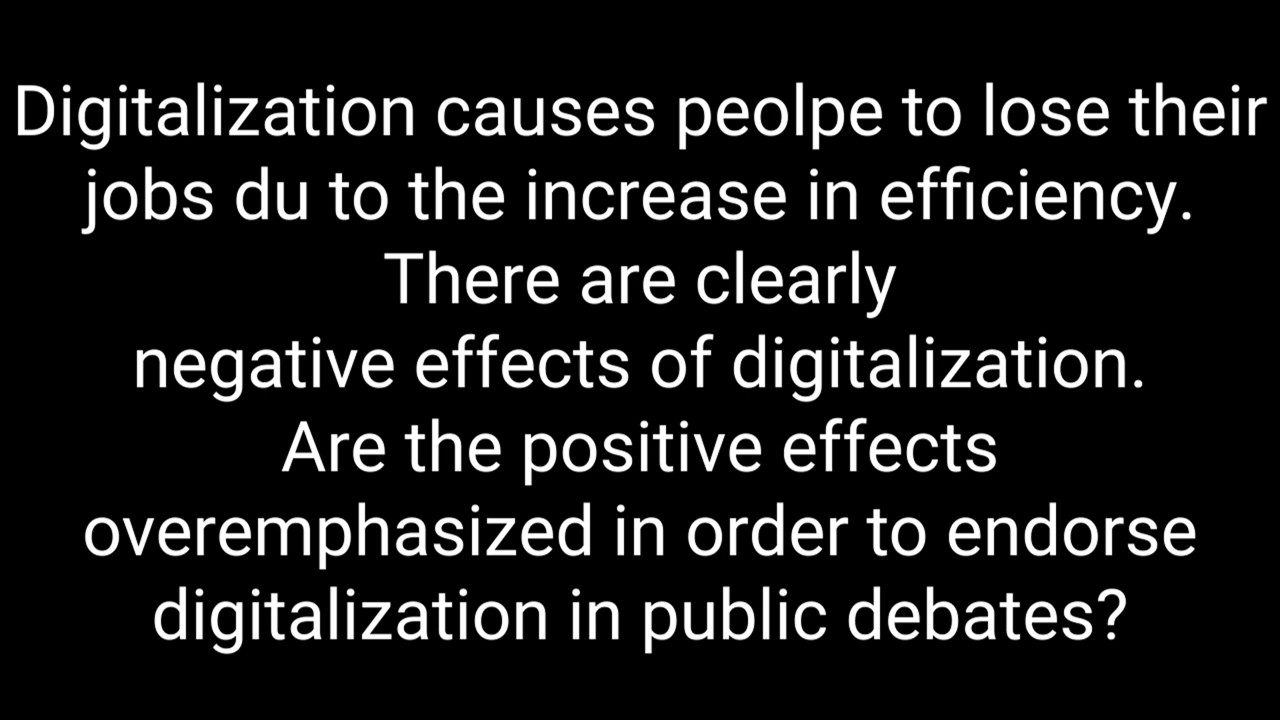 Digitalization causes peolpe to lose their
jobs du to the increase in efficiency.
There are clearly
negative effects of digitalization.
Are the positive effects
overemphasized in order to endorse
digitalization in public debates?